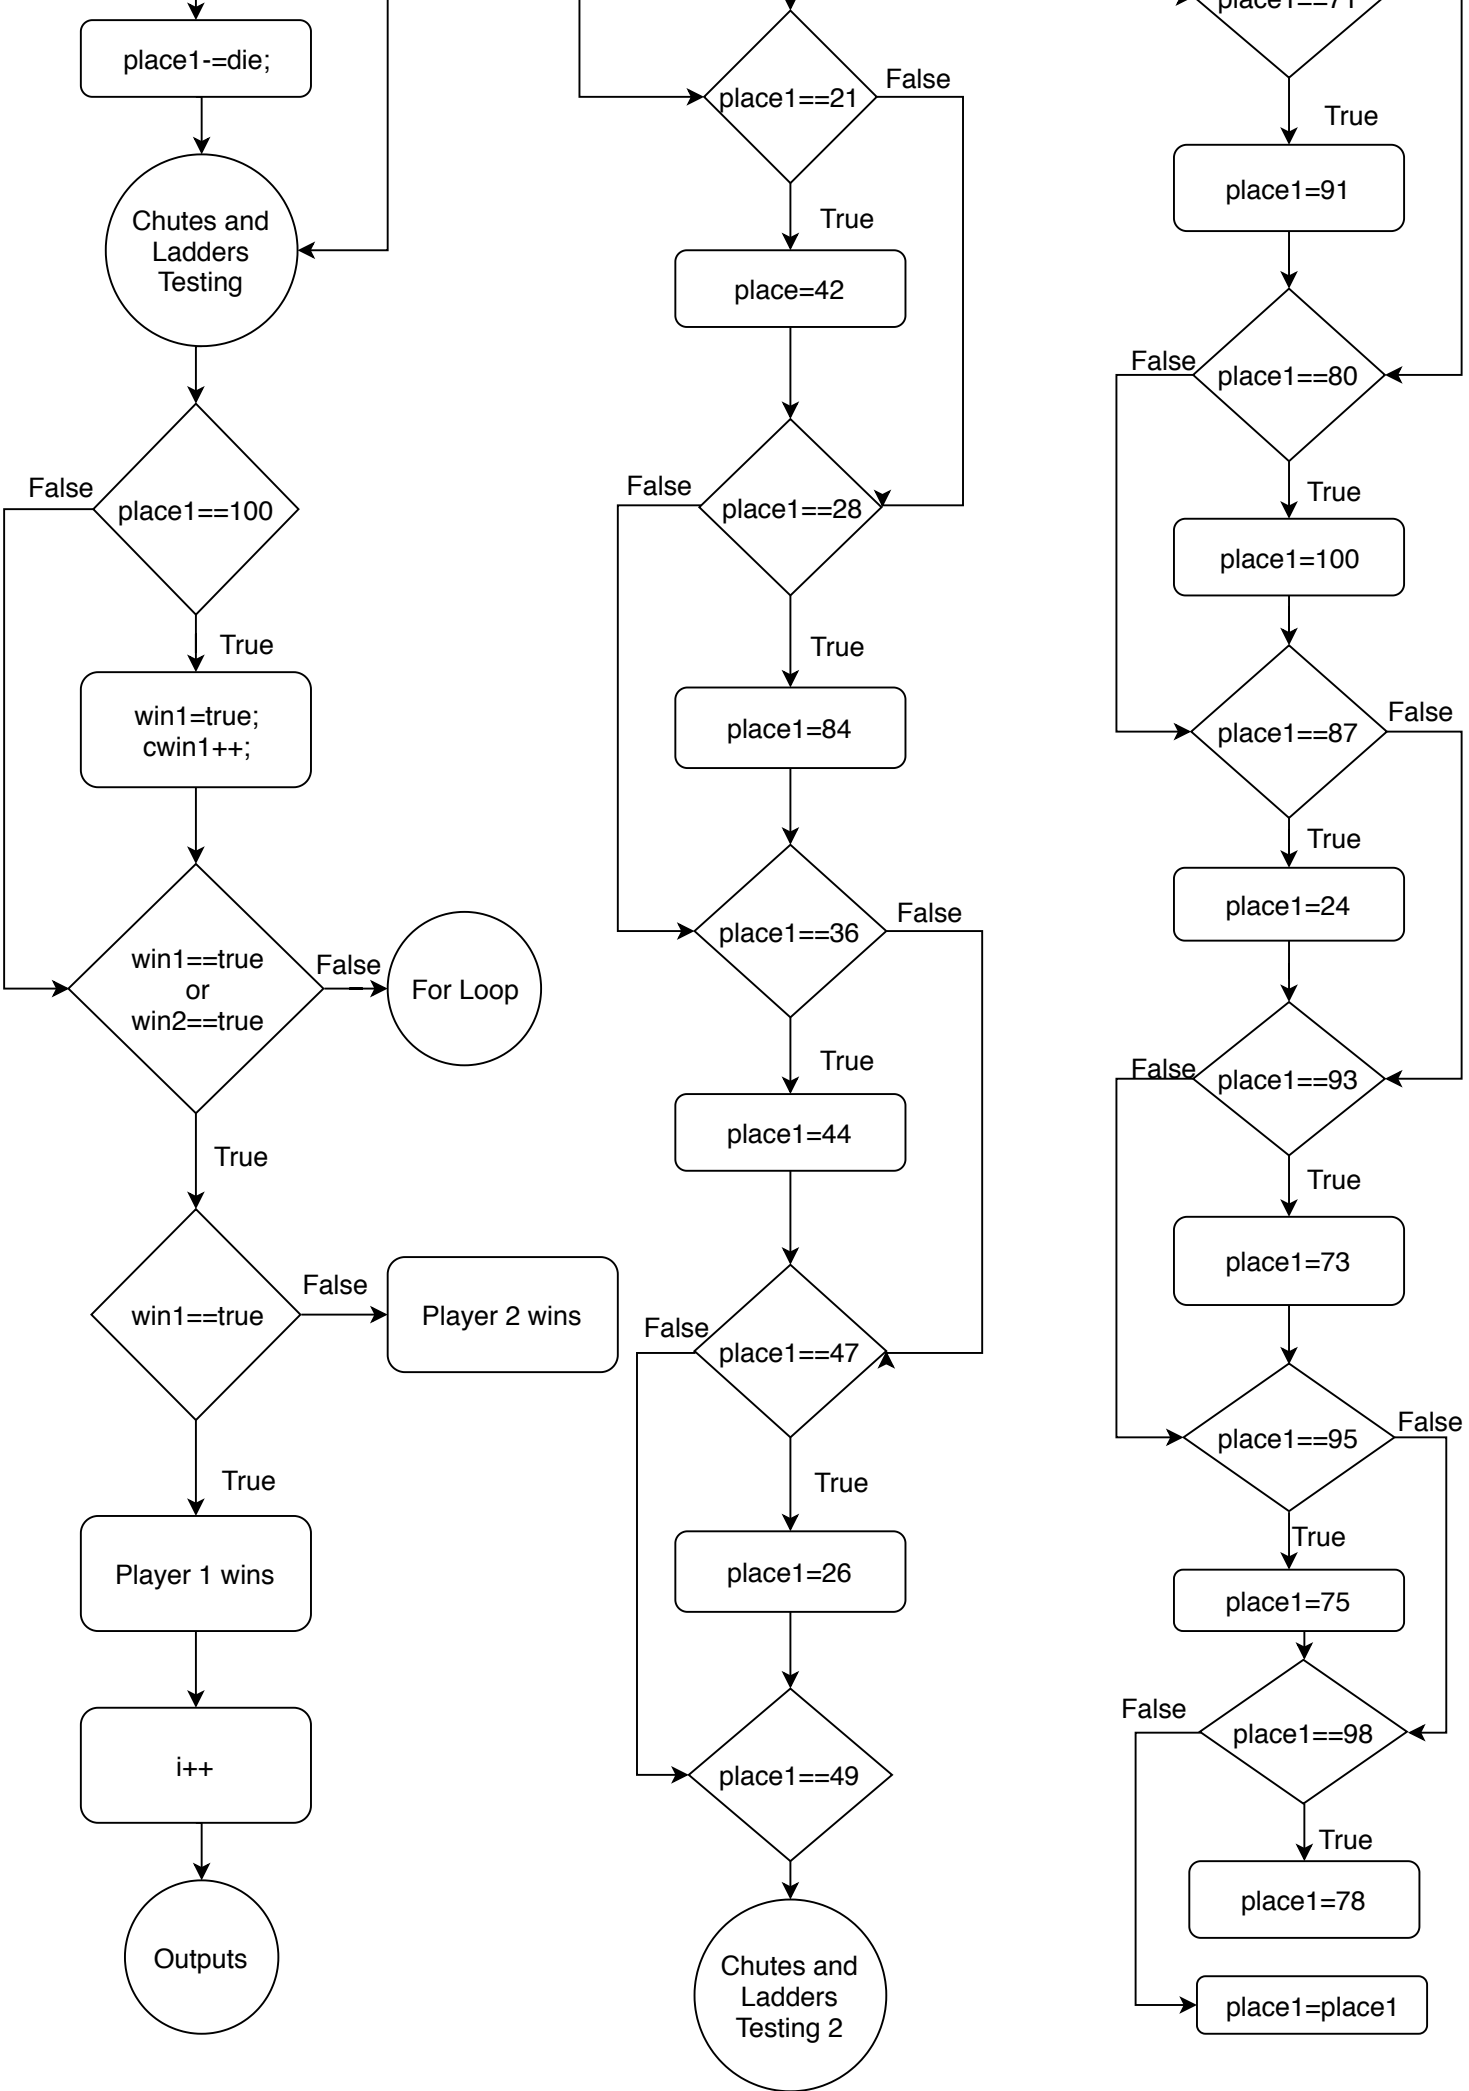 place1-=die;
Chutes and
Ladders
Testing
False
place1==100
True
win1=true;
cwin1++;
win1==true
or
win2==true
False
For Loop
True
win1==true
False
Player 2 wins
True
Player 1 wins
i++
Outputs
place1==21
False
True
place=42
False
place1==28
True
place1=84
place1==36
False
True
place1=44
False
place1==47
True
place1=26
place1==49
Chutes and
Ladders
Testing 2
place1==71
True
place1=91
False
place1==80
True
place1=100
place1==87
False
True
place1=24
False
place1==93
True
place1=73
place1==95
False
True
place1=75
False
place1==98
True
place1=78
place1=place1